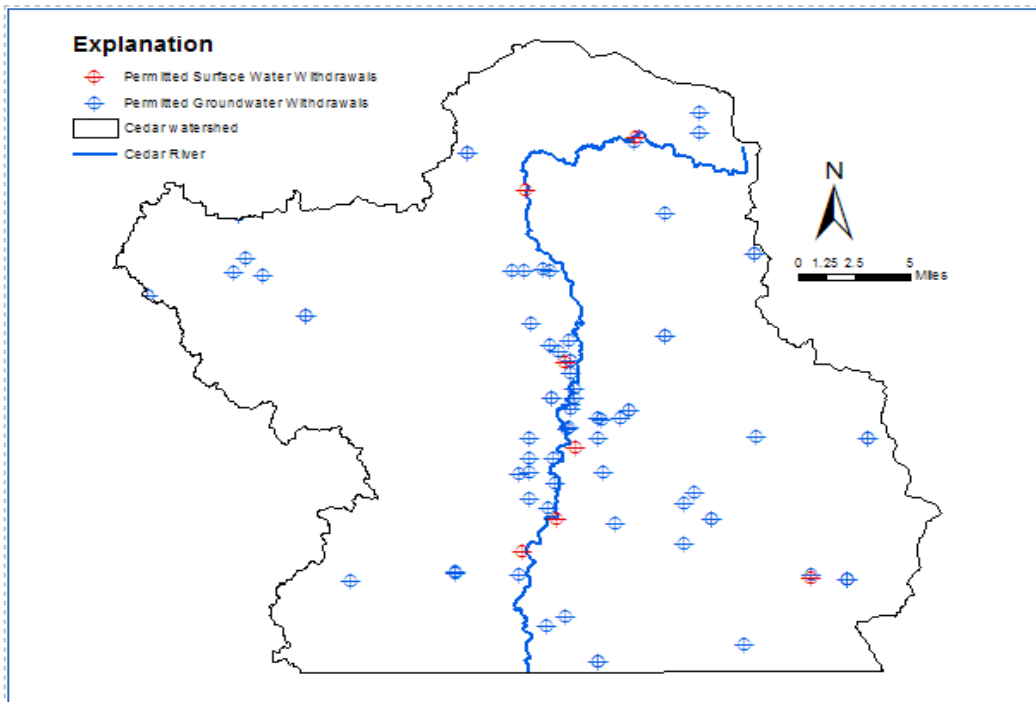 Explanation
Permitted Surface Water Withdrawals
Permitted Groundwater Withdrawals
Cedar watershed
Cedar River
N
0 1.25 2.5 5
Miles